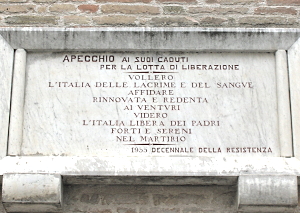 APECCHIO AI SUOI CADUTI
PER LA LOTTA DI LIBERAZIONE
VOLLERO
L'ITALIA DELLE LACRIME E DEL SANGUE
AFFIDARE
RINNOVATA E REDENTA
AI VENTURI
VIDERO
L'ITALIA LIBERA DEI PADRI
FORTI E SERENI
NEL MARTIRIO
1955 DECENNALE DELLA RESISTENZA